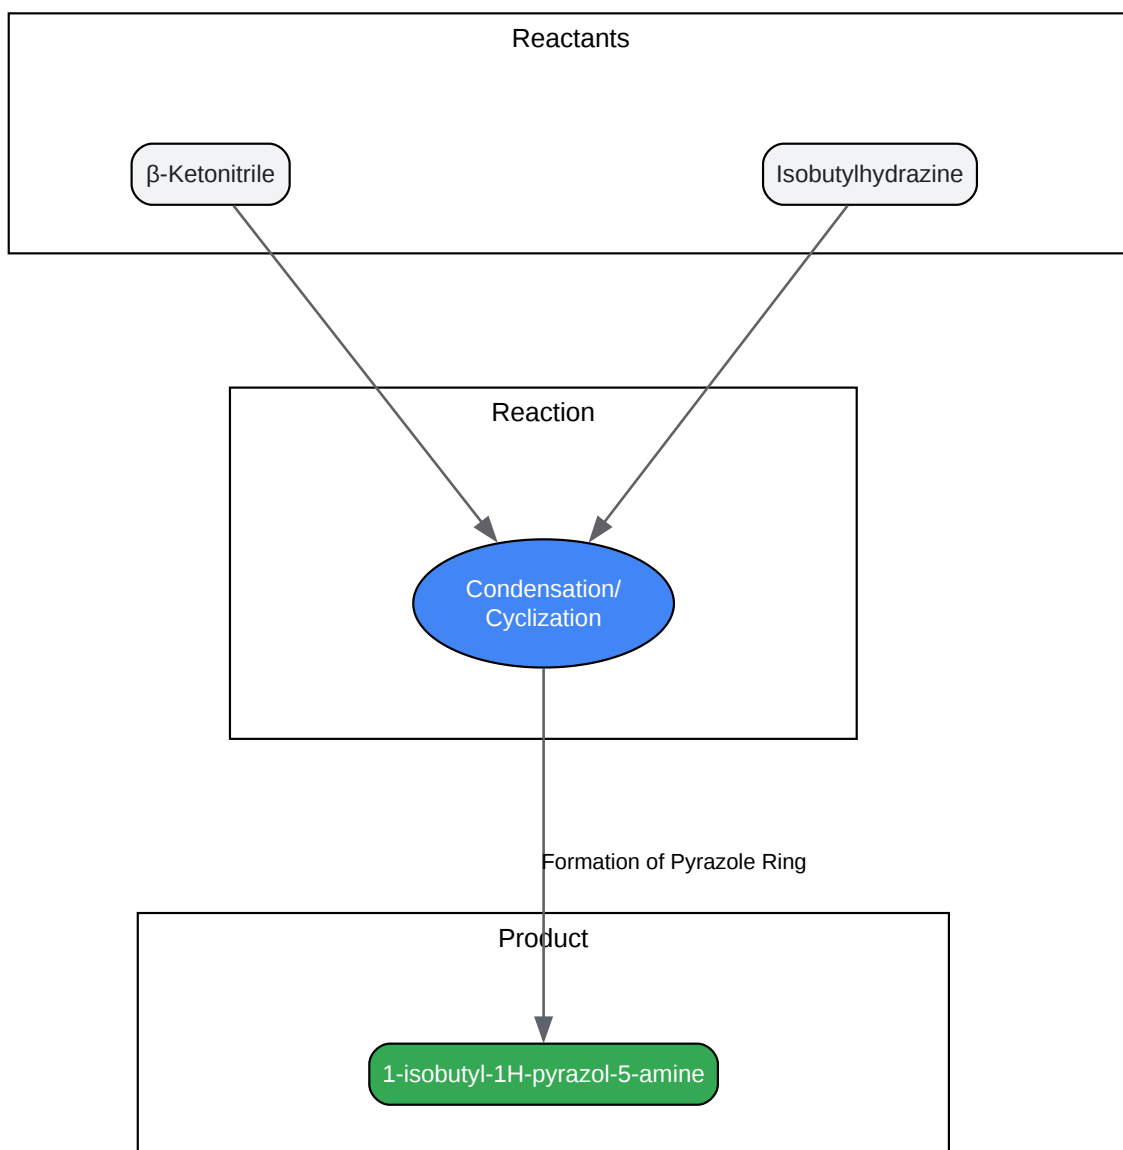 Reactants
β-Ketonitrile
Isobutylhydrazine
Reaction
Condensation/
Cyclization
Formation of Pyrazole Ring
Product
1-isobutyl-1H-pyrazol-5-amine